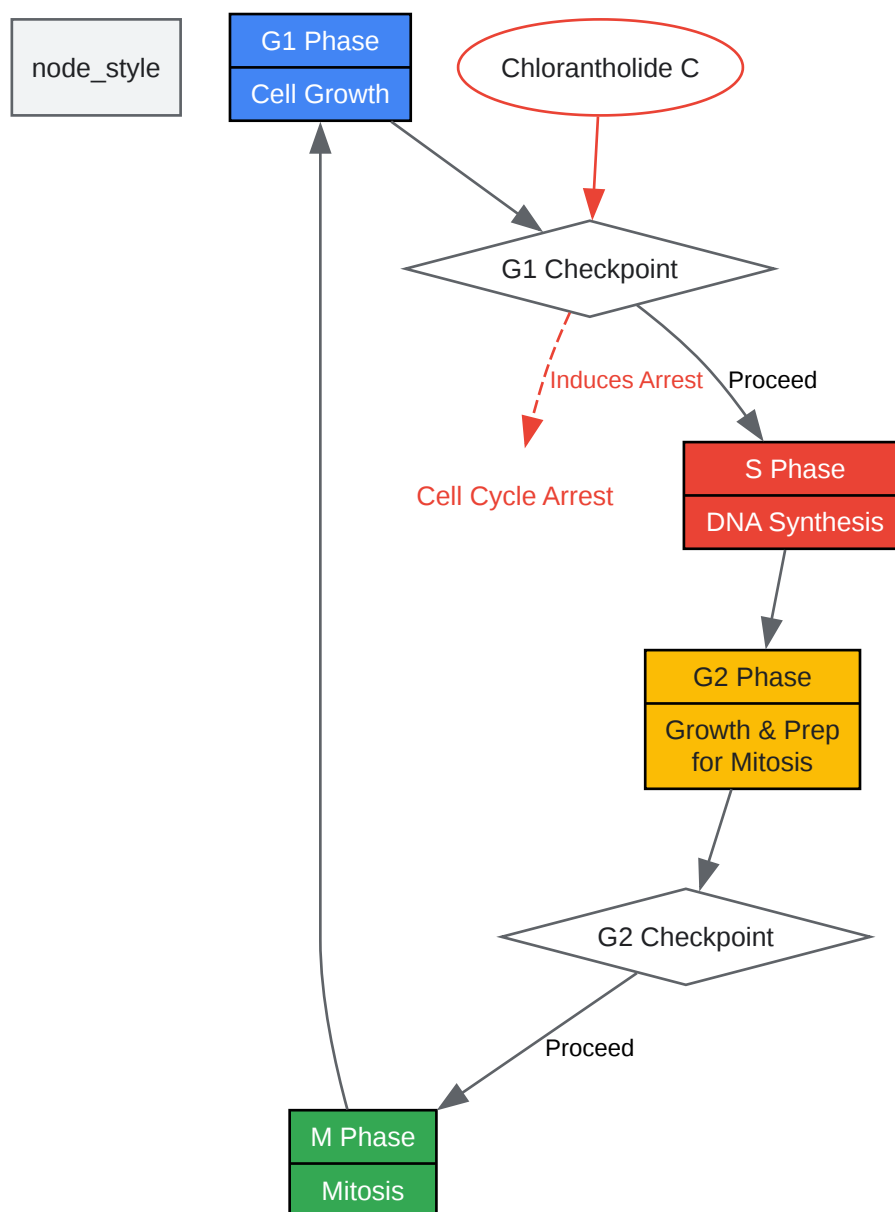 node_style
G1 Phase
Cell Growth
Chlorantholide C
G1 Checkpoint
Induces Arrest
Proceed
Cell Cycle Arrest
S Phase
DNA Synthesis
G2 Phase
Growth & Prep
for Mitosis
G2 Checkpoint
Proceed
M Phase
Mitosis